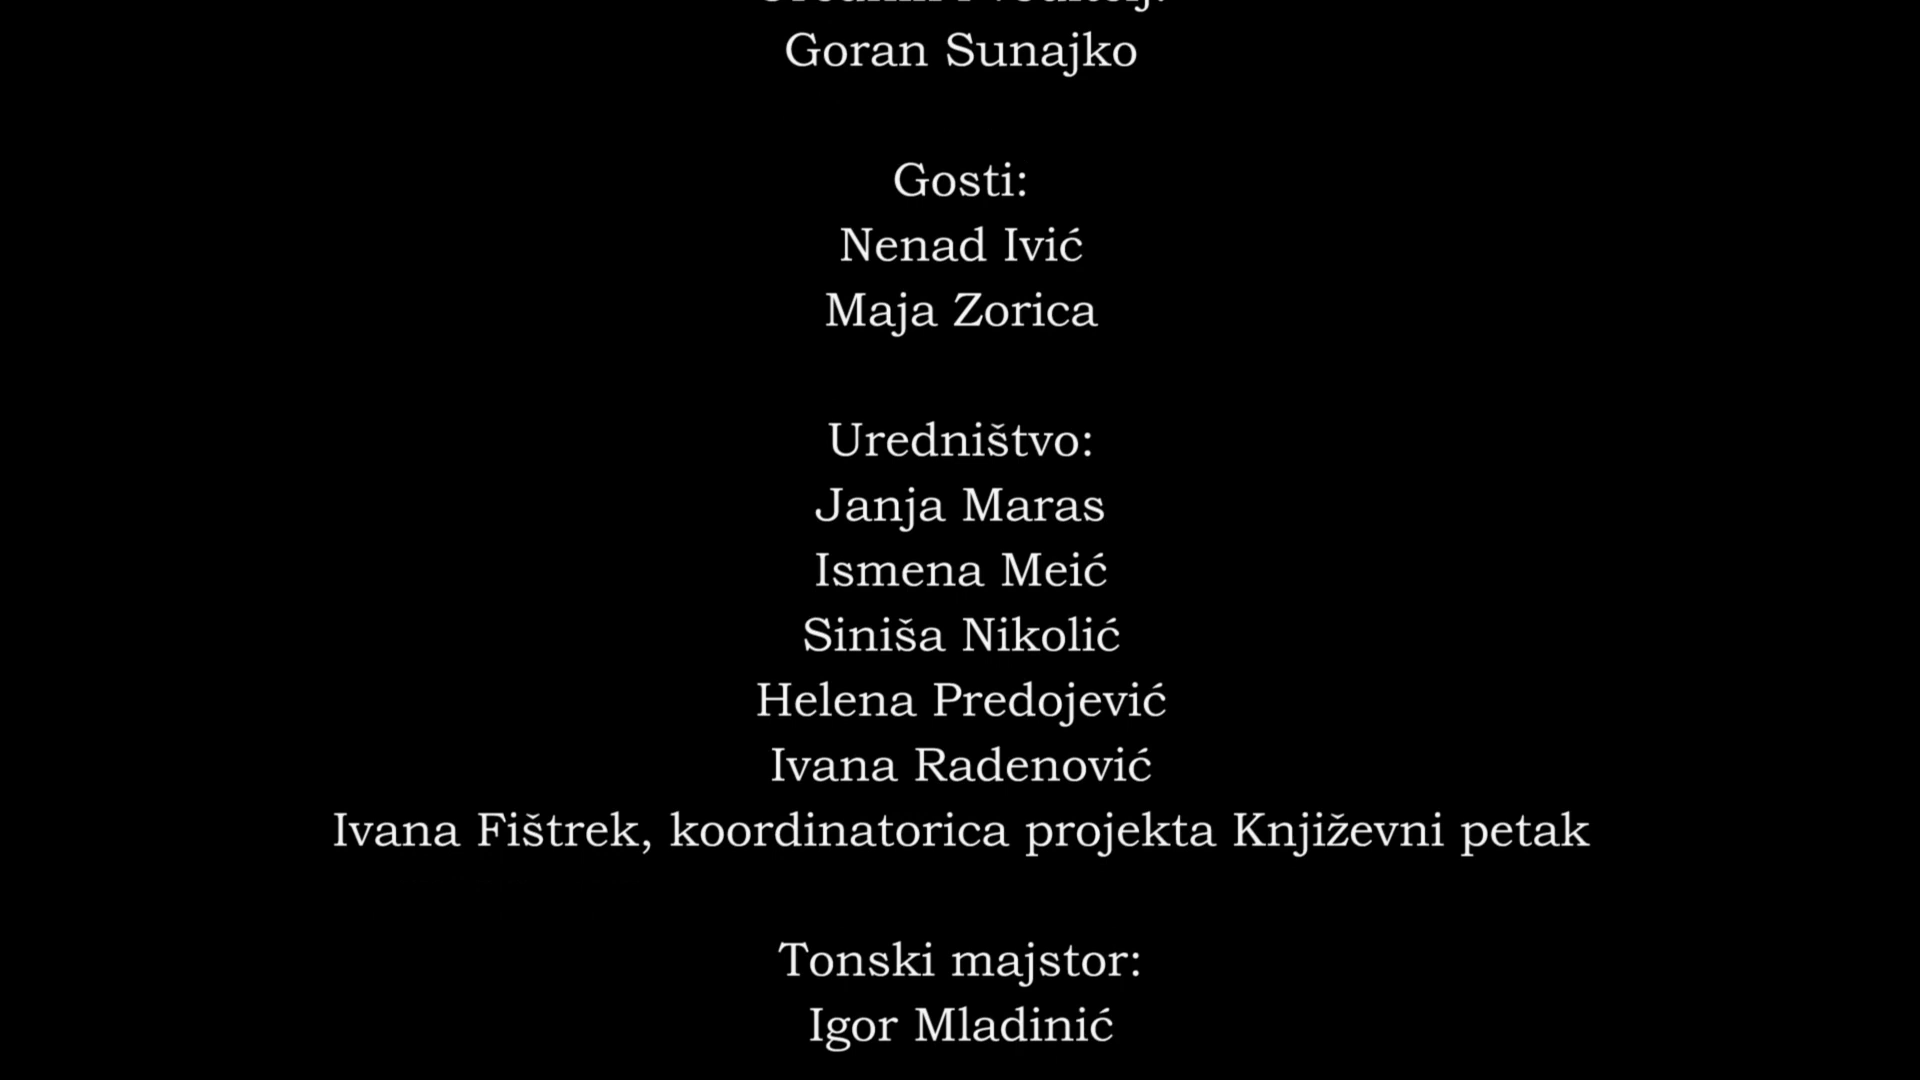 Goran Sunajko
Gosti:
Nenad Ivić
Maja Zorica
Uredništvo:
Janja Maras
Ismena Meić
Siniša Nikolić
Helena Predojević
Ivana Radenović
Ivana Fištrek, koordinatorica projekta Književni petak
Tonski majstor:
Igor Mladinić